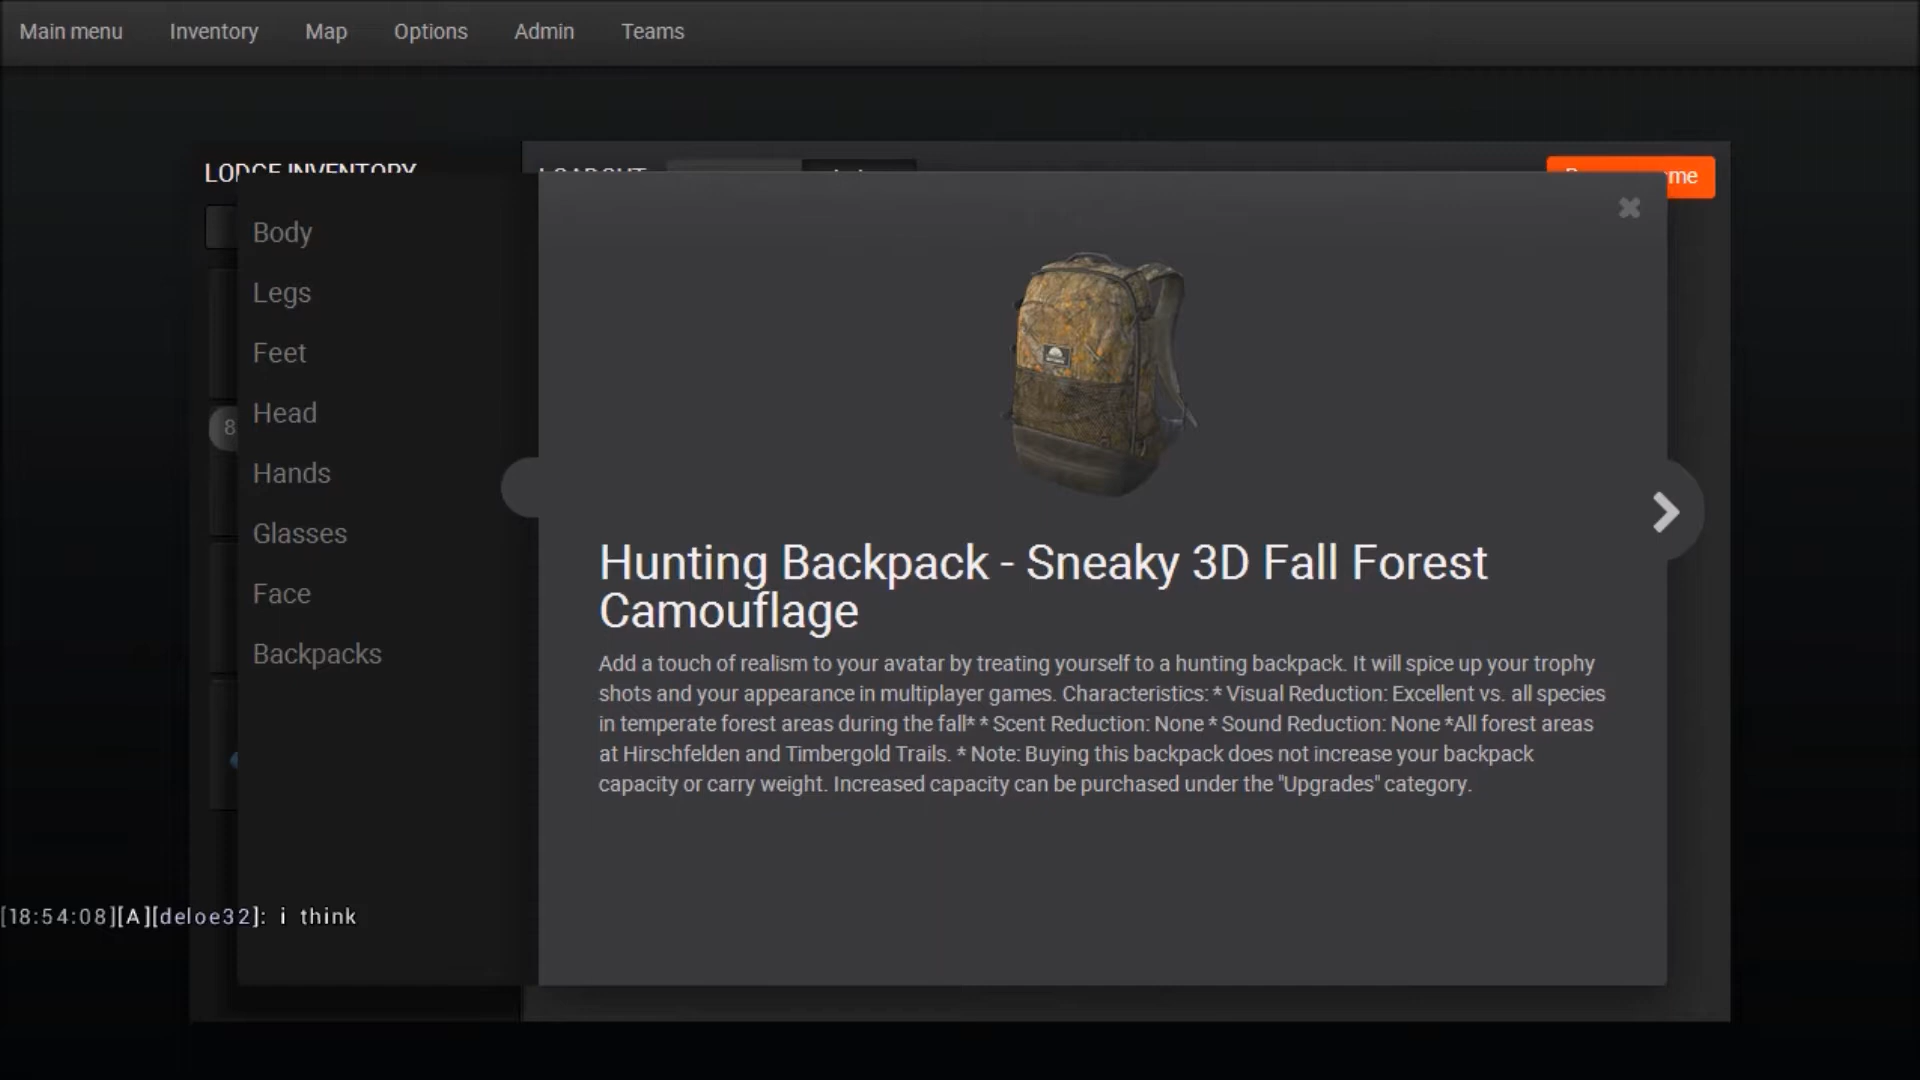 Main menu Inventory Map Options Admin Teams
LODGE INVENTORY
LOADOUT
Body
Legs
Feet
Head
8
Hands
Glasses
Face
Backpacks
Hunting Backpack - Sneaky 3D Fall Forest
Camouflage
Add a touch of realism to your avatar by treating yourself to a hunting backpack. It will spice up your trophy
shots and your appearance in multiplayer games. Characteristics: * Visual Reduction: Excellent vs. all species
in temperate forest areas during the fall* * Scent Reduction: None * Sound Reduction: None *All forest areas
at Hirschfelden and Timbergold Trails. * Note: Buying this backpack does not increase your backpack
capacity or carry weight. Increased capacity can be purchased under the "Upgrades" category.
[18:54:08][A][deloe32]: i think